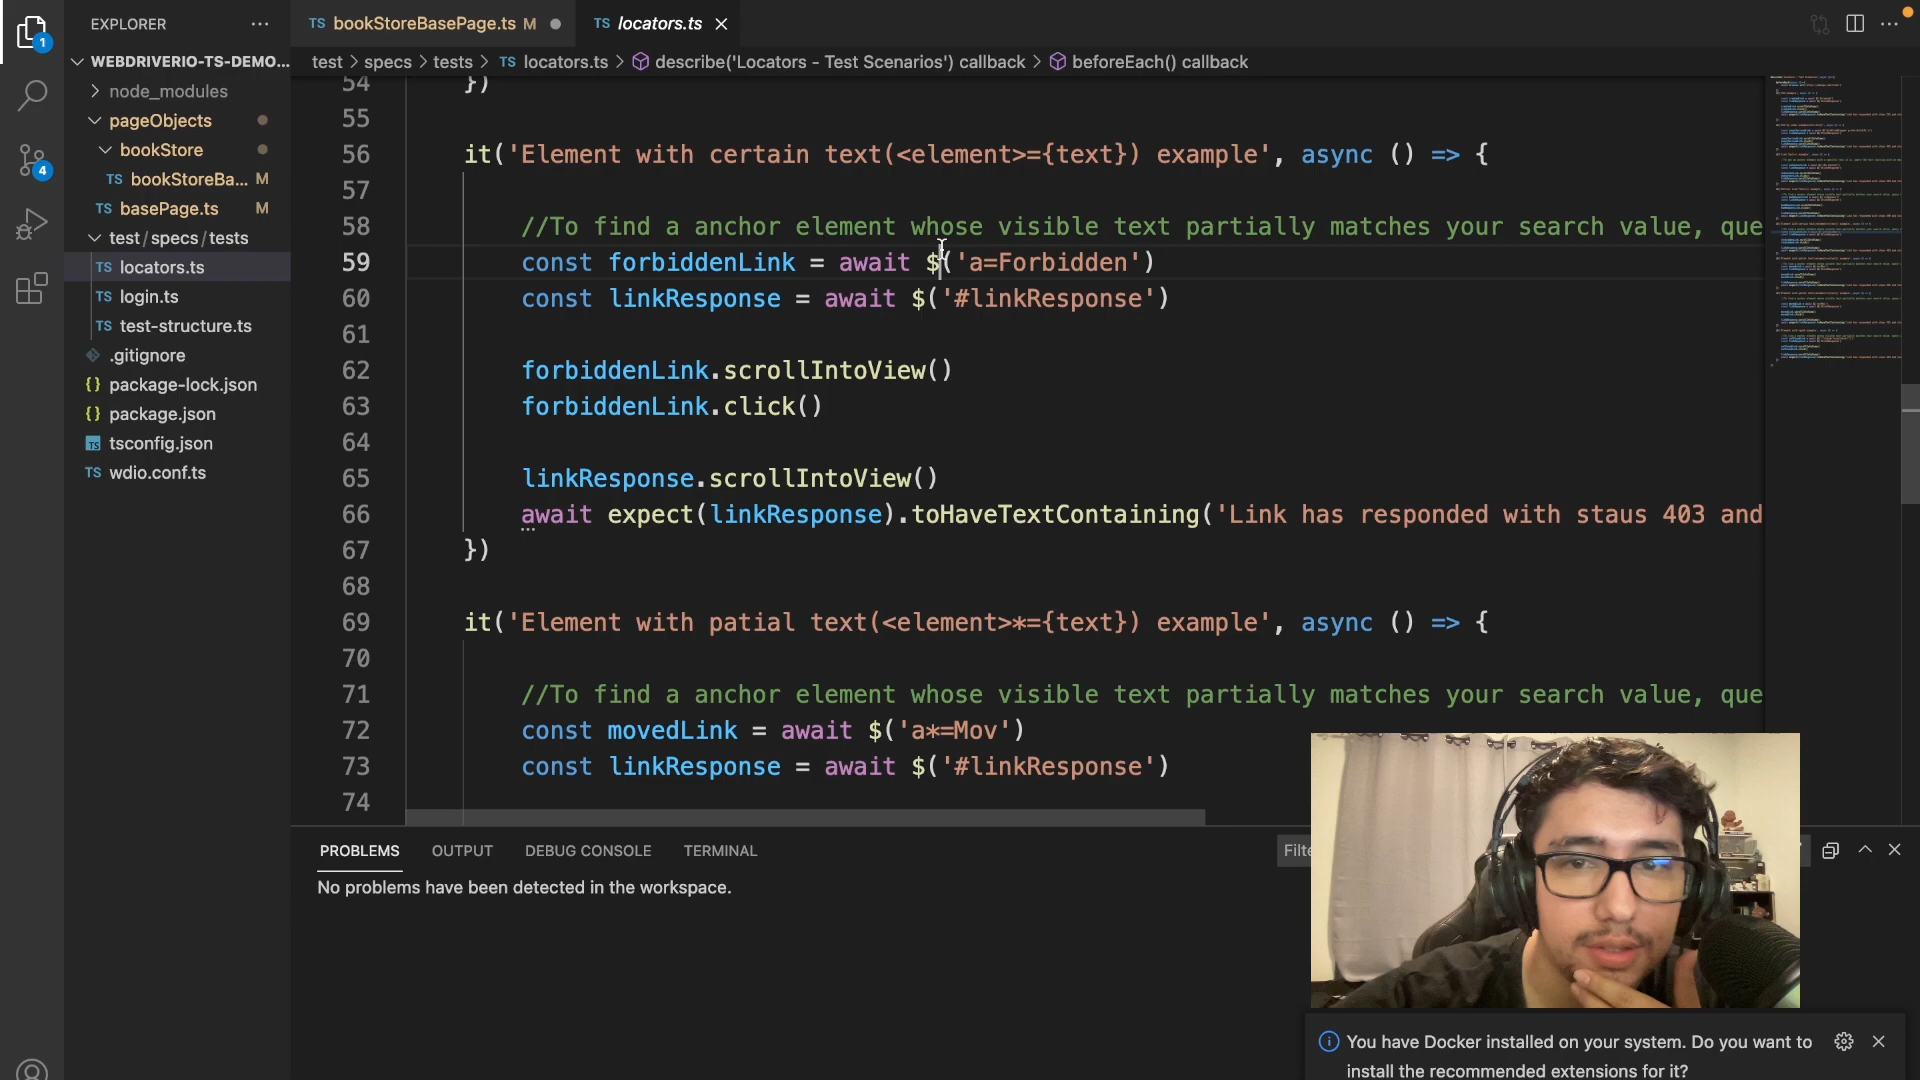 EXPLORER
1
WEBDRIVERIO-TS-DEMO...
node_modules
pageObjects
bookStore
TS bookStoreBa... M
TS basePage.ts M
4
test/specs/tests
TS locators.ts
TS login.ts
TS test-structure.ts
.gitignore
{} package-lock.json
{} package.json
TS tsconfig.json
TS wdio.conf.ts
TS bookStoreBasePage.ts M
TS locators.ts
test > specs > tests > TS locators.ts > describe('Locators - Test Scenarios') callback > beforeEach() callback
54 })
55
56 it('Element with certain text(<element>={text}) example', async () => {
57
58 //To find a anchor element whose visible text partially matches your search value, que
59 const forbiddenLink = await $('a=Forbidden')
60 const linkResponse = await $('#linkResponse')
61
62 forbiddenLink.scrollIntoView()
63 forbiddenLink.click()
64
65 linkResponse.scrollIntoView()
66 await expect(linkResponse).toHaveTextContaining('Link has responded with staus 403 and
67 })
68
69 it('Element with patial text(<element>*={text}) example', async () => {
70
71 //To find a anchor element whose visible text partially matches your search value, que
72 const movedLink = await $('a*=Mov')
73 const linkResponse = await $('#linkResponse')
74
PROBLEMS OUTPUT DEBUG CONSOLE TERMINAL
Filte
No problems have been detected in the workspace.
You have Docker installed on your system. Do you want to
install the recommended extensions for it?